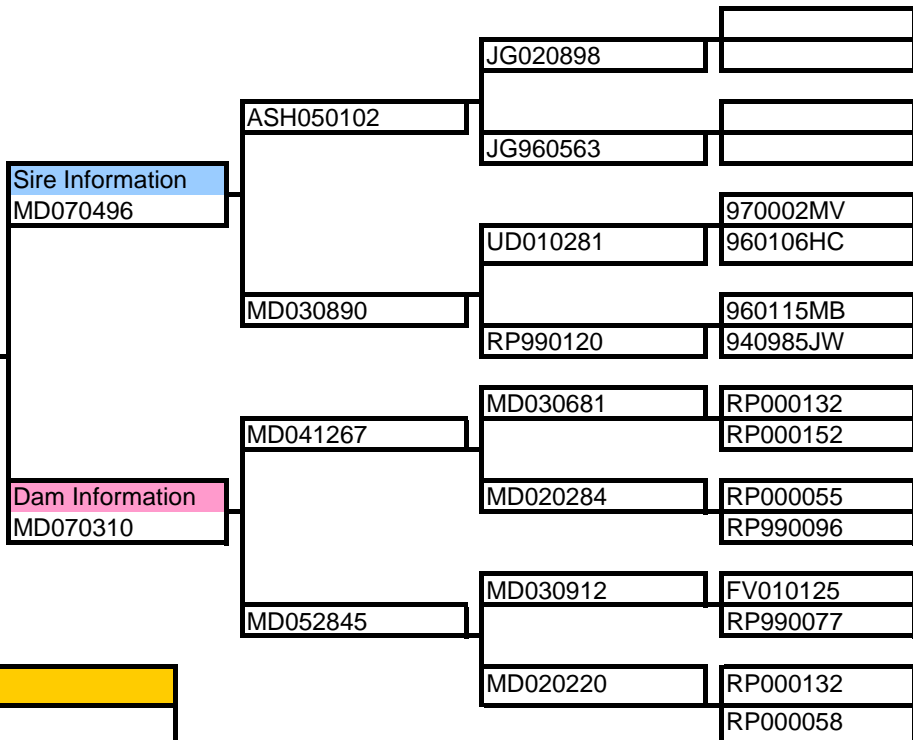 JG020898
ASH050102
JG960563
Sire Information
MD070496
970002MV
UD010281
960106HC
MD030890
960115MB
RP990120
940985JW
MD030681
RP000132
MD041267
RP000152
Dam Information
MD020284
RP000055
MD070310
RP990096
MD030912
FV010125
MD052845
RP990077
MD020220
RP000132
RP000058